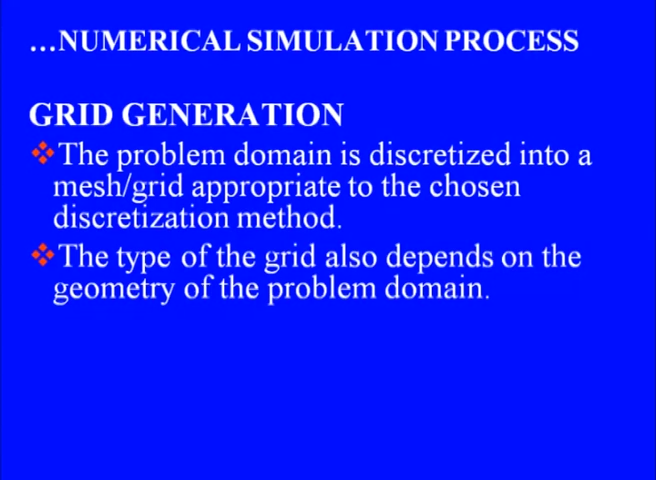 …NUMERICAL SIMULATION PROCESS
GRID GENERATION
❖The problem domain is discretized into a
mesh/grid appropriate to the chosen
discretization method.
❖The type of the grid also depends on the
geometry of the problem domain.